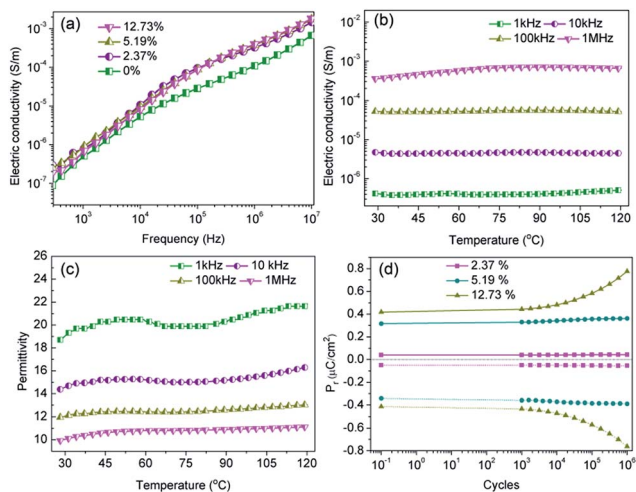 (a)
12.73%
5.19%
2.37%
0%
Electric conductivity (S/m)
10⁻³
10⁻⁴
10⁻⁵
10⁻⁶
10⁻⁷
10³ 10⁴ 10⁵ 10⁶ 10⁷
Frequency (Hz)
(b)
1kHz 10kHz
100kHz 1MHz
Electric conductivity (S/m)
10⁻²
10⁻³
10⁻⁴
10⁻⁵
10⁻⁶
30 45 60 75 90 105 120
Temperature (°C)
(c)
1kHz 10 kHz
100kHz 1MHz
Permittivity
26
24
22
20
18
16
14
12
10
30 45 60 75 90 105 120
Temperature (°C)
(d)
2.37 %
5.19 %
12.73 %
Pr (μC/cm²)
0.8
0.6
0.4
0.2
0.0
-0.2
-0.4
-0.6
-0.8
10⁻¹ 10⁰ 10¹ 10² 10³ 10⁴ 10⁵ 10⁶
Cycles